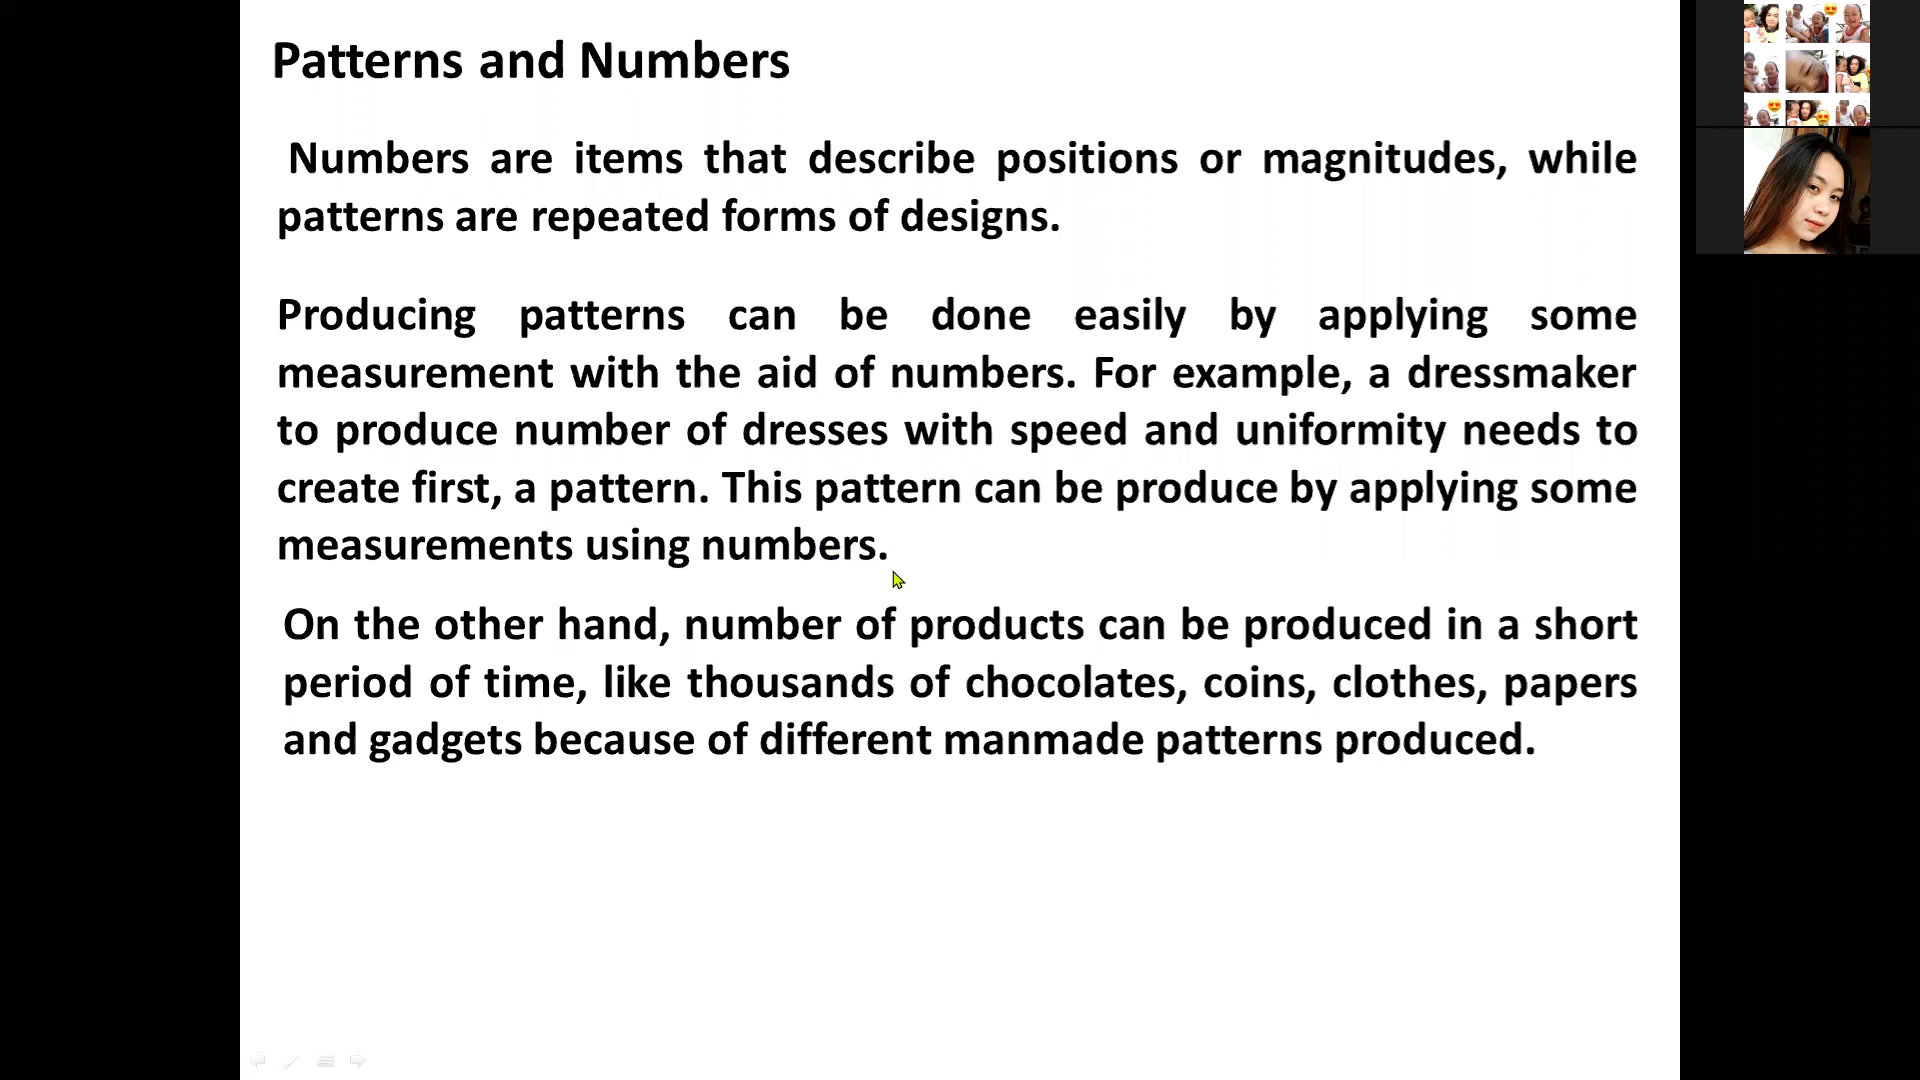 Patterns and Numbers
Numbers are items that describe positions or magnitudes, while
patterns are repeated forms of designs.
Producing patterns can be done easily by applying some
measurement with the aid of numbers. For example, a dressmaker
to produce number of dresses with speed and uniformity needs to
create first, a pattern. This pattern can be produce by applying some
measurements using numbers.
On the other hand, number of products can be produced in a short
period of time, like thousands of chocolates, coins, clothes, papers
and gadgets because of different manmade patterns produced.